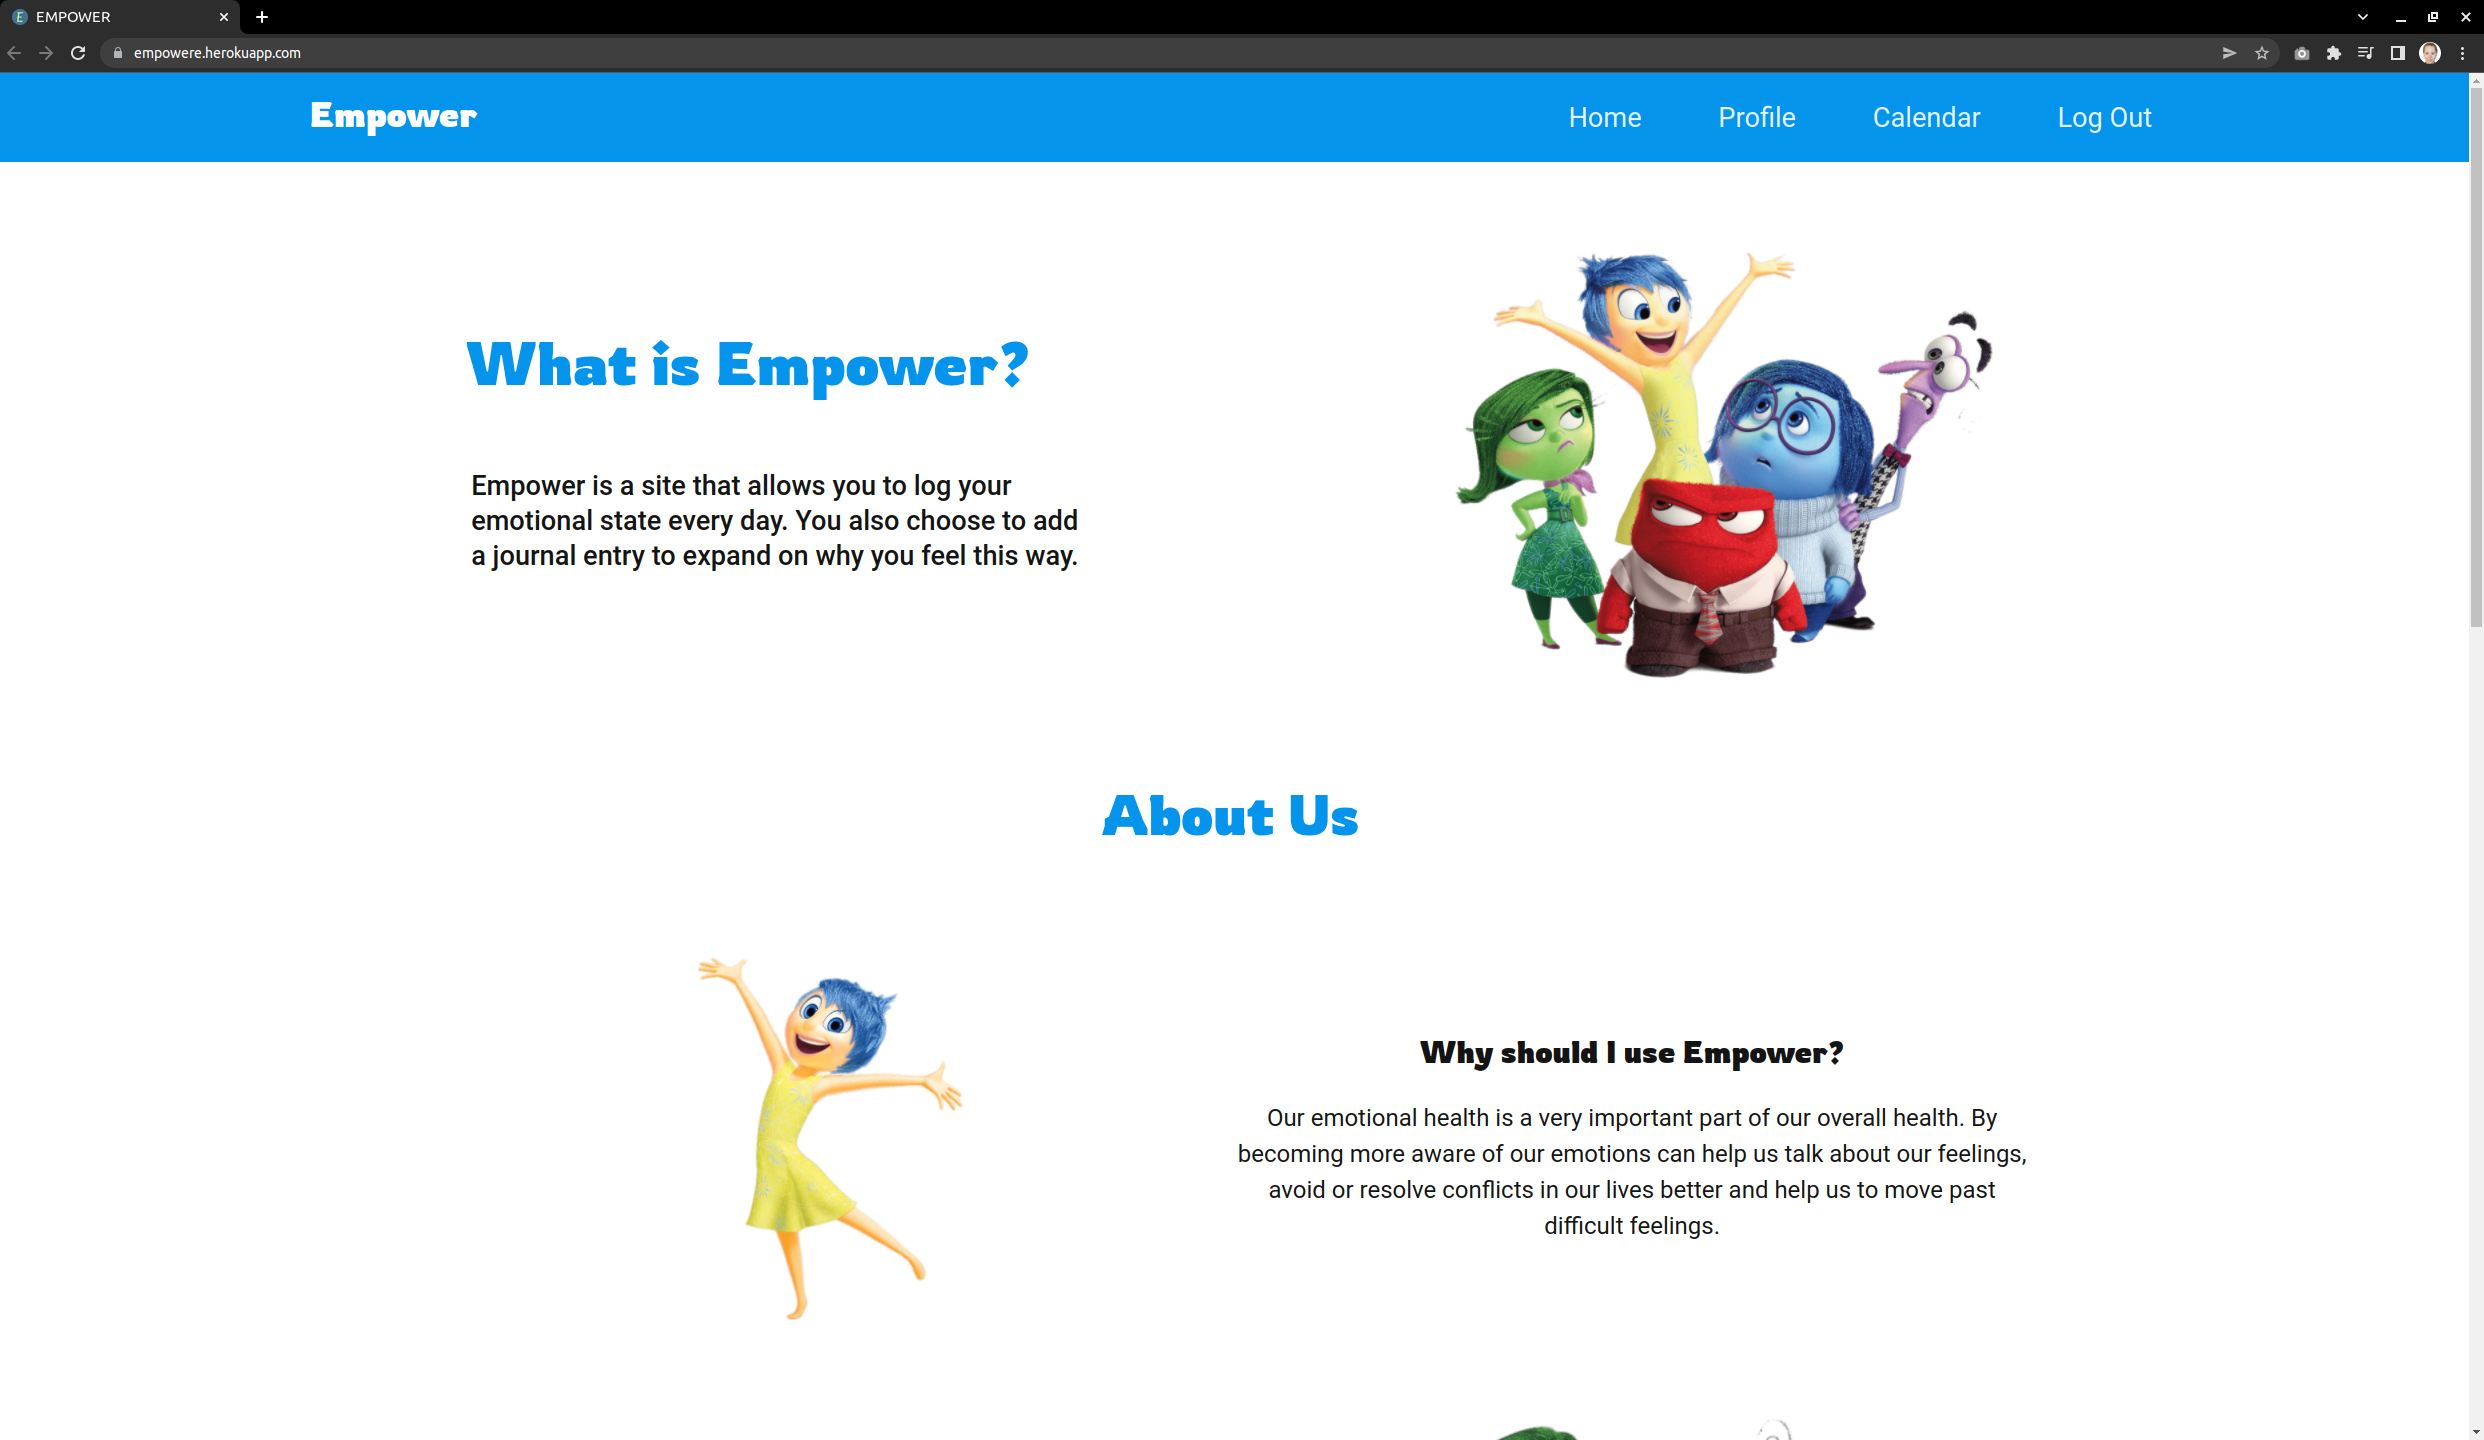 EMPOWER
empowere.herokuapp.com
Empower
Home Profile Calendar Log Out
What is Empower?
Empower is a site that allows you to log your
emotional state every day. You also choose to add
a journal entry to expand on why you feel this way.
About Us
Why should I use Empower?
Our emotional health is a very important part of our overall health. By
becoming more aware of our emotions can help us talk about our feelings,
avoid or resolve conflicts in our lives better and help us to move past
difficult feelings.